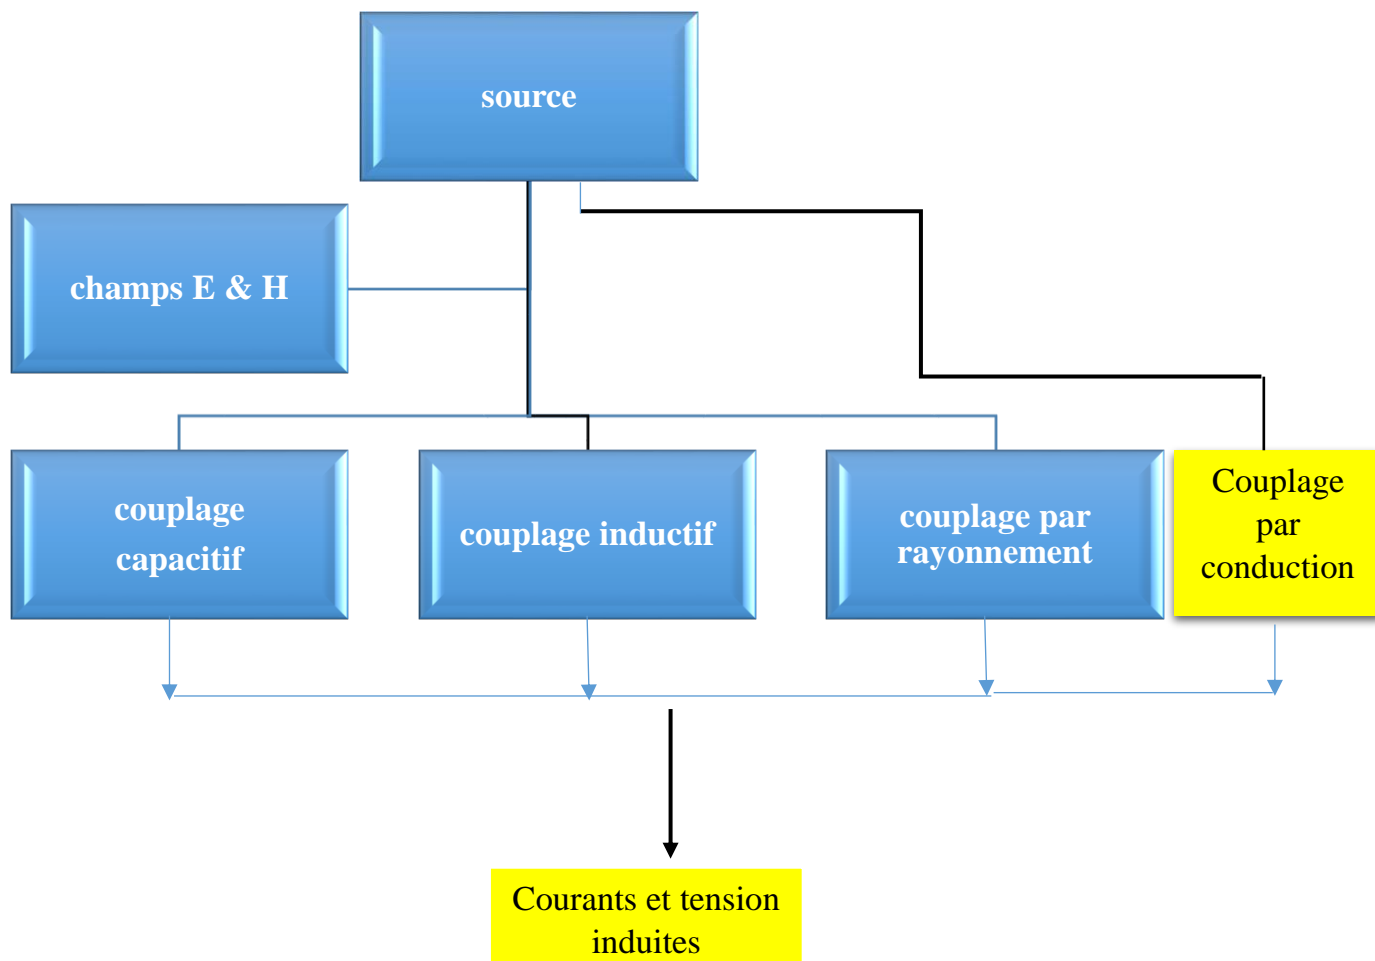 source
champs E & H
couplage
capacitif
couplage inductif
couplage par
rayonnement
Couplage
par
conduction
Courants et tension
induites